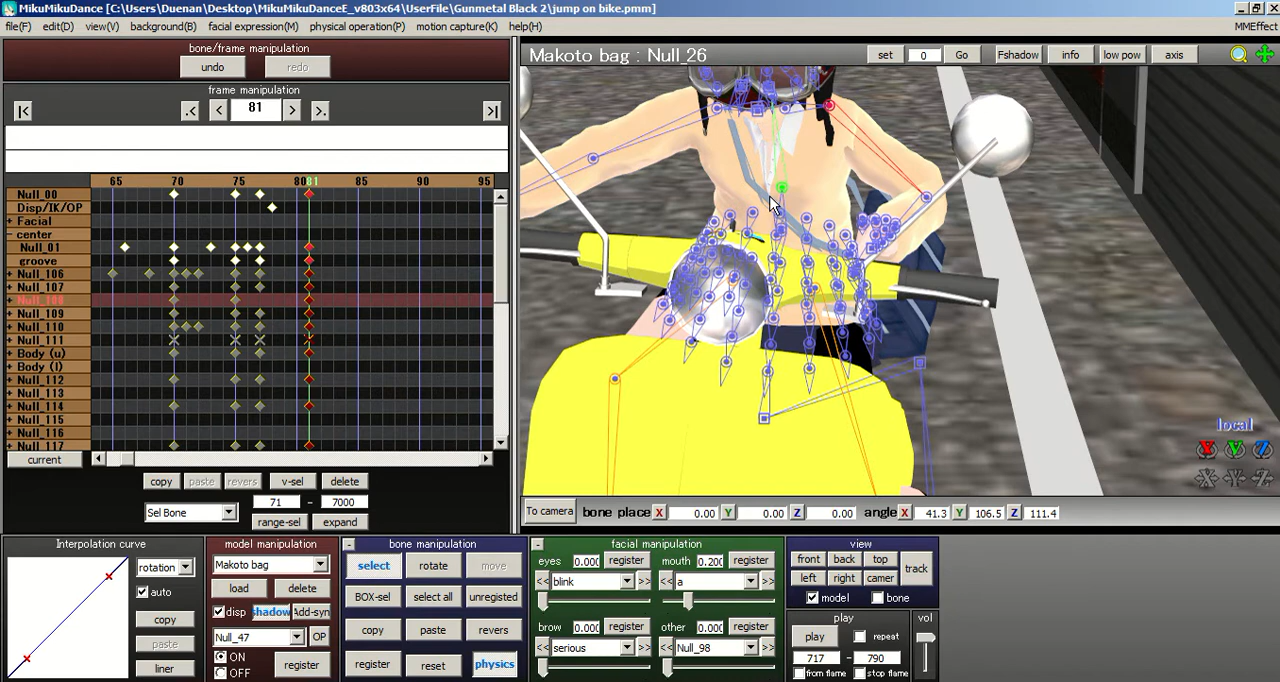 MikuMikuDance [C:\Users\Duenan\Desktop\MikuMikuDanceE_v803x64\UserFile\Gunmetal Black 2\jump on bike.pmm]
file(F) edit(D) view(V) background(B) facial expression(M) physical operation(P) motion capture(K) help(H) MMEffect
bone/frame manipulation
undo redo
frame manipulation
|< .< < 81 > >. >|
65 70 75 80 81 85 90 95
Null_00
Disp/IK/OP
+ Facial
- center
Null_01
groove
+ Null_106
+ Null_107
+ Null_108
+ Null_109
+ Null_110
+ Null_111
+ Body (u)
+ Body (l)
+ Null_112
+ Null_113
+ Null_114
+ Null_115
+ Null_116
+ Null_117
current
copy paste revers v-sel delete
Sel Bone 71 - 7000
range-sel expand
Makoto bag : Null_26 set 0 Go Fshadow info low pow axis
local
X Y Z
X Y Z
To camera bone place X 0.00 Y 0.00 Z 0.00 angle X 41.3 Y 106.5 Z 111.4
Interpolation curve
rotation
auto
copy
paste
liner
model manipulation
Makoto bag
load delete
disp shadow Add-syn
Null_47 OP
ON
OFF
register
- bone manipulation
select rotate move
BOX-sel select all unregisted
copy paste revers
register reset physics
- facial manipulation
eyes 0.000 register mouth 0.200 register
<< blink >> << a >>
brow 0.000 register other 0.000 register
<< serious >> << Null_98 >>
view
front back top track
left right camer
model bone
play
play repeat
717 - 790
from flame stop flame
vol